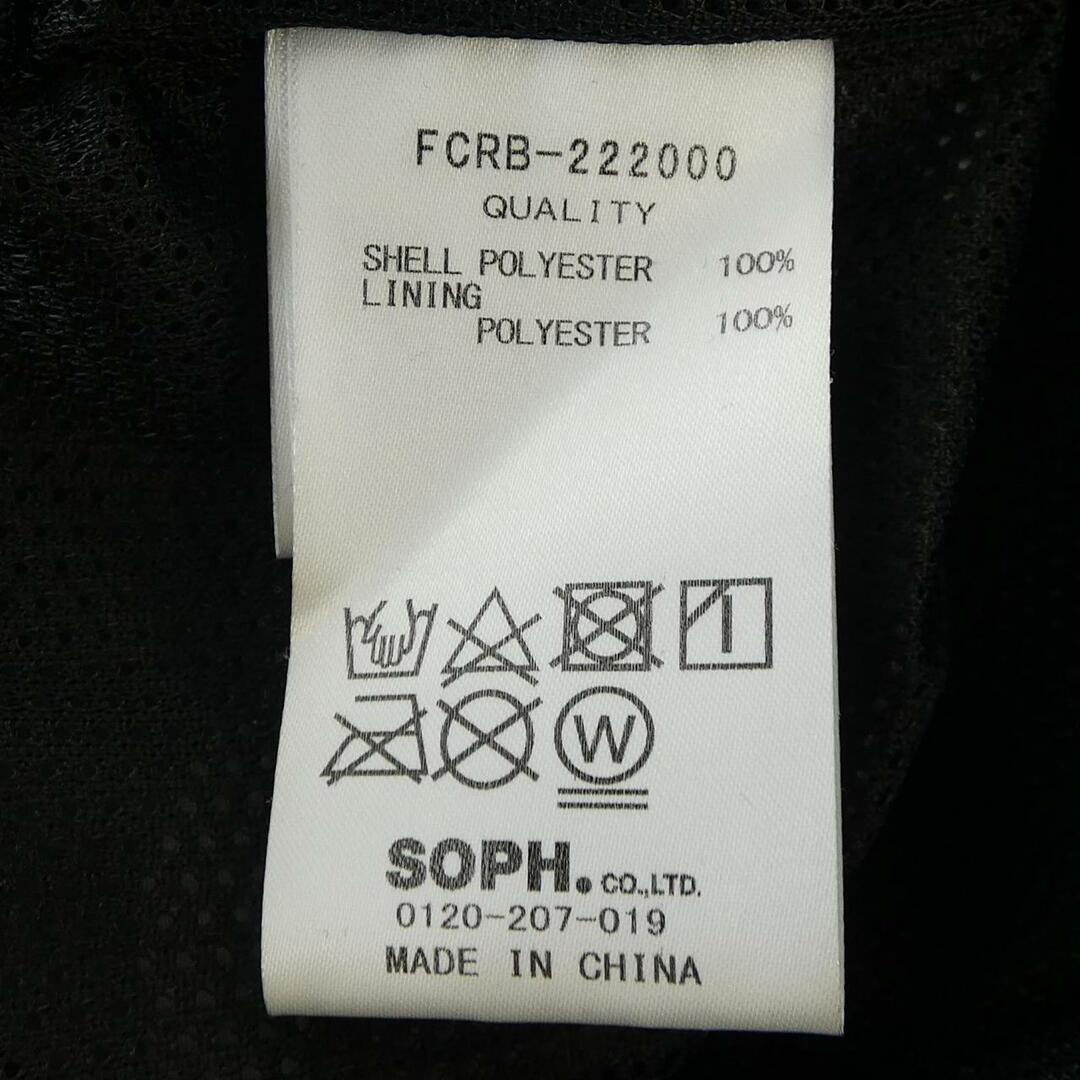 FCRB-222000
QUALITY
SHELL POLYESTER 100%
LINING
POLYESTER 100%
W
SOPH. CO.,LTD.
0120-207-019
MADE IN CHINA